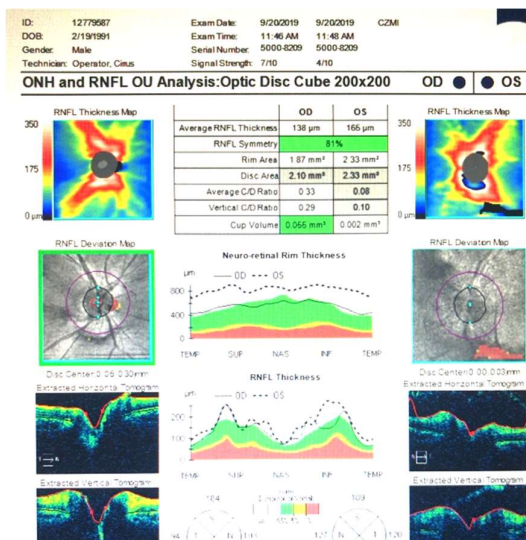 ID: 12779587 Exam Date: 9/20/2019 9/20/2019 CZMI
DOB: 2/19/1991 Exam Time: 11:46 AM 11:48 AM
Gender: Male Serial Number: 5000-8209 5000-8209
Technician: Operator, Cirrus Signal Strength: 7/10 4/10
ONH and RNFL OU Analysis:Optic Disc Cube 200x200 OD OS
RNFL Thickness Map
350
175
0 µm
OD OS
Average RNFL Thickness 138 µm 166 µm
RNFL Symmetry 81%
Rim Area 1.87 mm² 2.33 mm²
Disc Area 2.10 mm² 2.33 mm²
Average C/D Ratio 0.33 0.08
Vertical C/D Ratio 0.29 0.10
Cup Volume 0.066 mm³ 0.002 mm³
RNFL Thickness Map
350
175
0 µm
RNFL Deviation Map
Neuro-retinal Rim Thickness
µm OD OS
800
400
0
TEMP SUP NAS INF TEMP
RNFL Deviation Map
Disc Center
Extracted Horizontal Tomogram
RNFL Thickness
µm OD OS
200
100
0
TEMP SUP NAS INF TEMP
Disc Center
Extracted Horizontal Tomogram
Extracted Vertical Tomogram
Extracted Vertical Tomogram